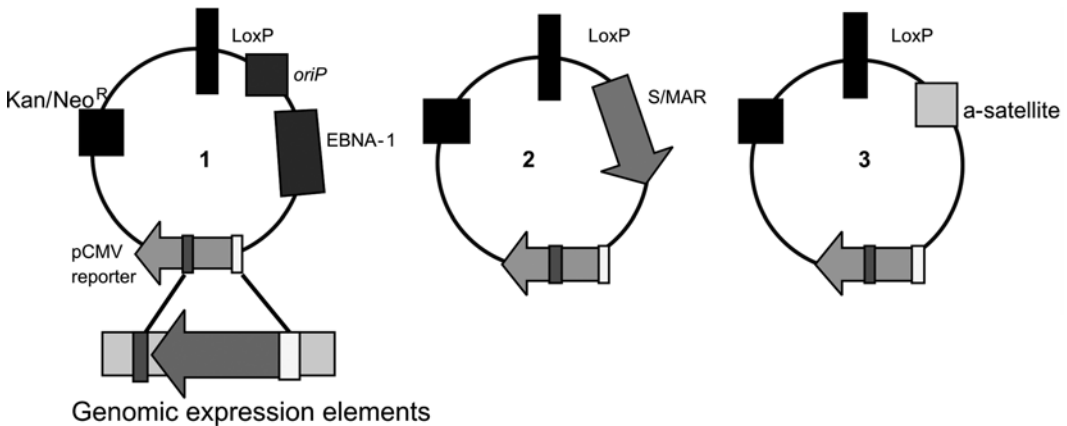 LoxP
oriP
Kan/Neo^R
EBNA-1
1
pCMV
reporter
Genomic expression elements
LoxP
S/MAR
2
LoxP
a-satellite
3